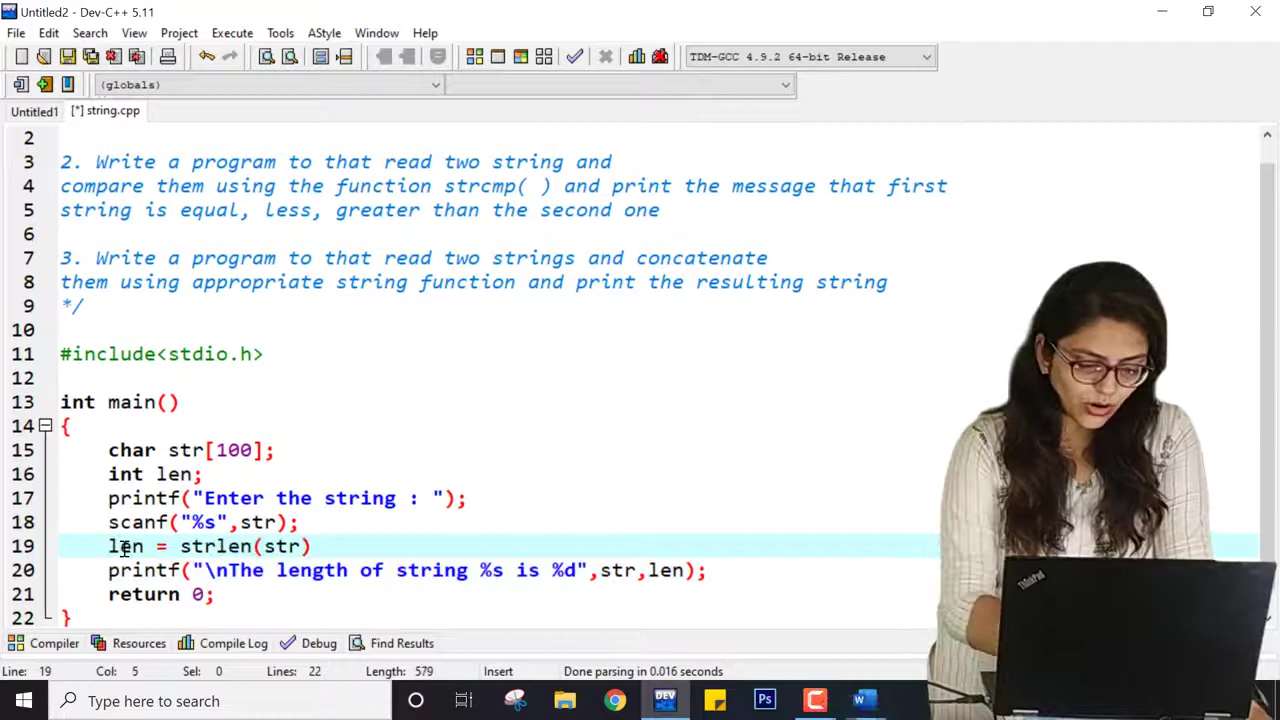 Untitled2 - Dev-C++ 5.11
File Edit Search View Project Execute Tools AStyle Window Help
TDM-GCC 4.9.2 64-bit Release
(globals)
Untitled1 [*] string.cpp
2
3 2. Write a program to that read two string and
4 compare them using the function strcmp( ) and print the message that first
5 string is equal, less, greater than the second one
6
7 3. Write a program to that read two strings and concatenate
8 them using appropriate string function and print the resulting string
9 */
10
11 #include<stdio.h>
12
13 int main()
14 {
15 char str[100];
16 int len;
17 printf("Enter the string : ");
18 scanf("%s",str);
19 len = strlen(str)
20 printf("\nThe length of string %s is %d",str,len);
21 return 0;
22 }
Compiler Resources Compile Log Debug Find Results
Line: 19 Col: 5 Sel: 0 Lines: 22 Length: 579 Insert Done parsing in 0.016 seconds
Type here to search DEV Ps
ThinkPad